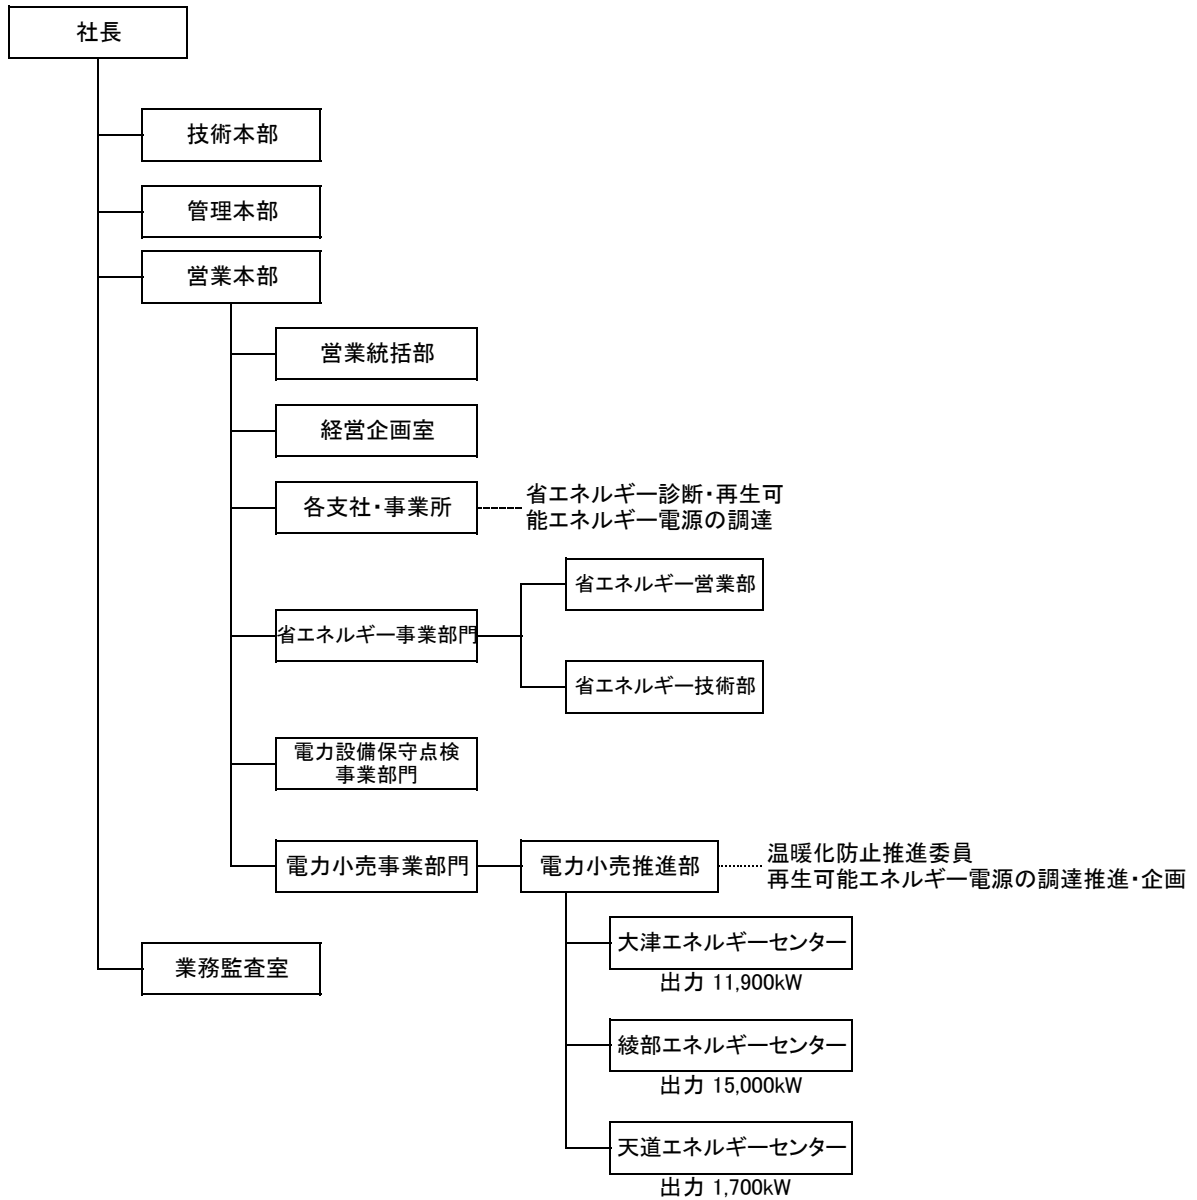 社長
技術本部
管理本部
営業本部
営業統括部
経営企画室
各支社・事業所
省エネルギー診断・再生可
能エネルギー電源の調達
省エネルギー営業部
省エネルギー事業部門
省エネルギー技術部
電力設備保守点検
事業部門
電力小売事業部門
電力小売推進部
温暖化防止推進委員
再生可能エネルギー電源の調達推進・企画
大津エネルギーセンター
出力 11,900kW
業務監査室
綾部エネルギーセンター
出力 15,000kW
天道エネルギーセンター
出力 1,700kW